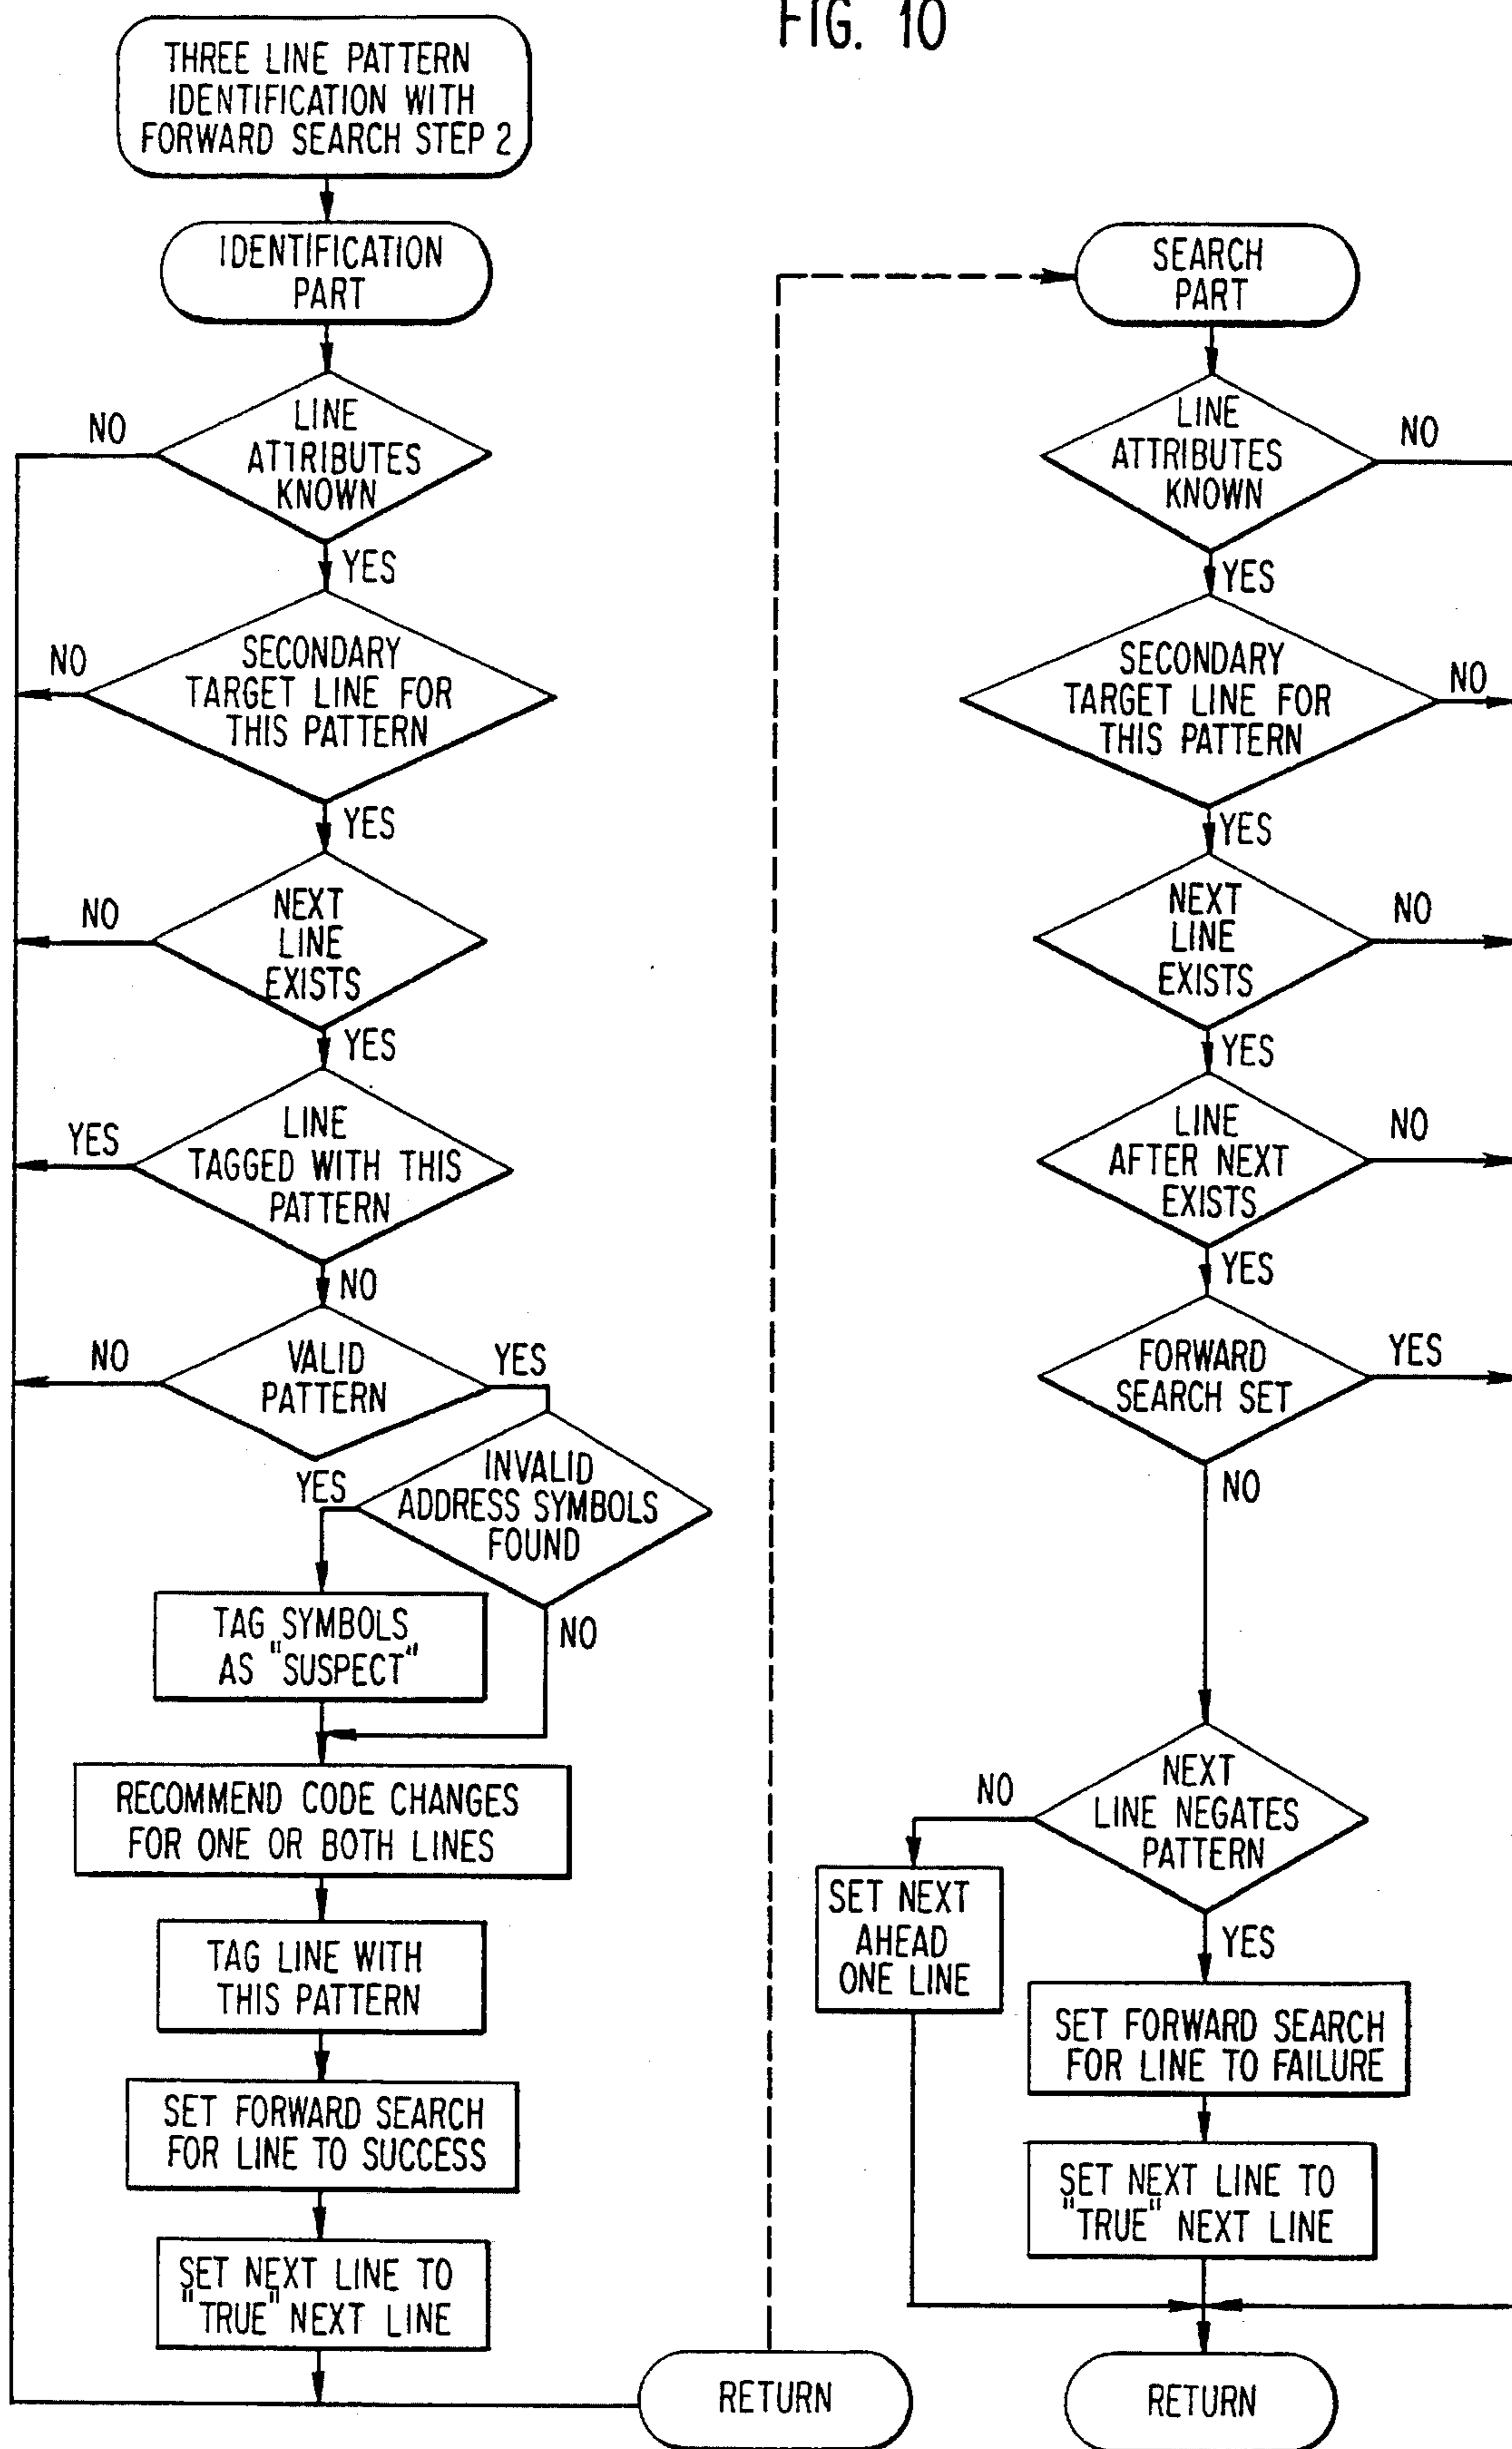 FIG. 10
THREE LINE PATTERN
IDENTIFICATION WITH
FORWARD SEARCH STEP 2
IDENTIFICATION
PART
LINE
ATTRIBUTES
KNOWN
NO
YES
SECONDARY
TARGET LINE FOR
THIS PATTERN
NO
YES
NEXT
LINE
EXISTS
NO
YES
LINE
TAGGED WITH THIS
PATTERN
YES
NO
VALID
PATTERN
NO
YES
INVALID
ADDRESS SYMBOLS
FOUND
YES
NO
TAG SYMBOLS
AS "SUSPECT"
RECOMMEND CODE CHANGES
FOR ONE OR BOTH LINES
TAG LINE WITH
THIS PATTERN
SET FORWARD SEARCH
FOR LINE TO SUCCESS
SET NEXT LINE TO
"TRUE" NEXT LINE
RETURN
SEARCH
PART
LINE
ATTRIBUTES
KNOWN
NO
YES
SECONDARY
TARGET LINE FOR
THIS PATTERN
NO
YES
NEXT
LINE
EXISTS
NO
YES
LINE
AFTER NEXT
EXISTS
NO
YES
FORWARD
SEARCH SET
YES
NO
NEXT
LINE NEGATES
PATTERN
NO
YES
SET NEXT
AHEAD
ONE LINE
SET FORWARD SEARCH
FOR LINE TO FAILURE
SET NEXT LINE TO
"TRUE" NEXT LINE
RETURN